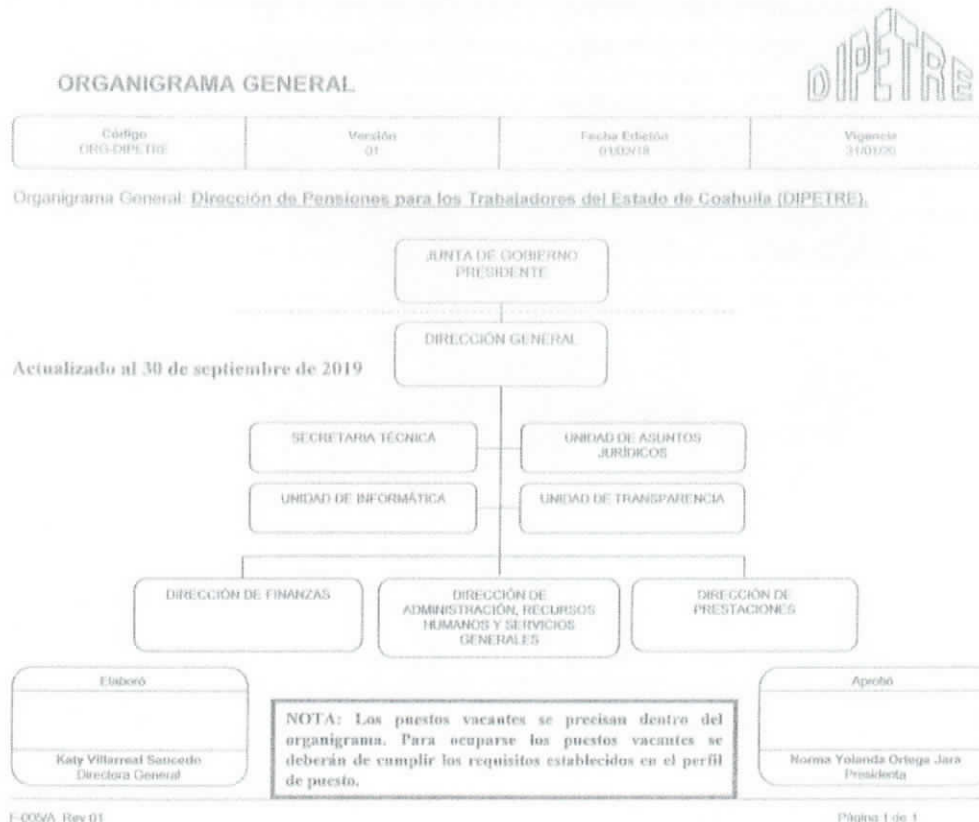 DIPETRE
ORGANIGRAMA GENERAL
Código
ORG-DIPETRE
Versión
01
Fecha Edición
Vigencia
31/01/20
Organigrama General: Dirección de Pensiones para los Trabajadores del Estado de Coahuila (DIPETRE).
JUNTA DE GOBIERNO
PRESIDENTE
DIRECCIÓN GENERAL
Actualizado al 30 de septiembre de 2019
SECRETARIA TÉCNICA
UNIDAD DE ASUNTOS
JURÍDICOS
UNIDAD DE INFORMÁTICA
UNIDAD DE TRANSPARENCIA
DIRECCIÓN DE FINANZAS
DIRECCIÓN DE
ADMINISTRACIÓN, RECURSOS
HUMANOS Y SERVICIOS
GENERALES
DIRECCIÓN DE
PRESTACIONES
Elaboró
Katy Villarreal Saucedo
Directora General
NOTA: Los puestos vacantes se precisan dentro del
organigrama. Para ocuparse los puestos vacantes se
deberán de cumplir los requisitos establecidos en el perfil
de puesto.
Aprobó
Norma Yolanda Ortega Jara
Presidenta
F-005/A Rev 01
Página 1 de 1